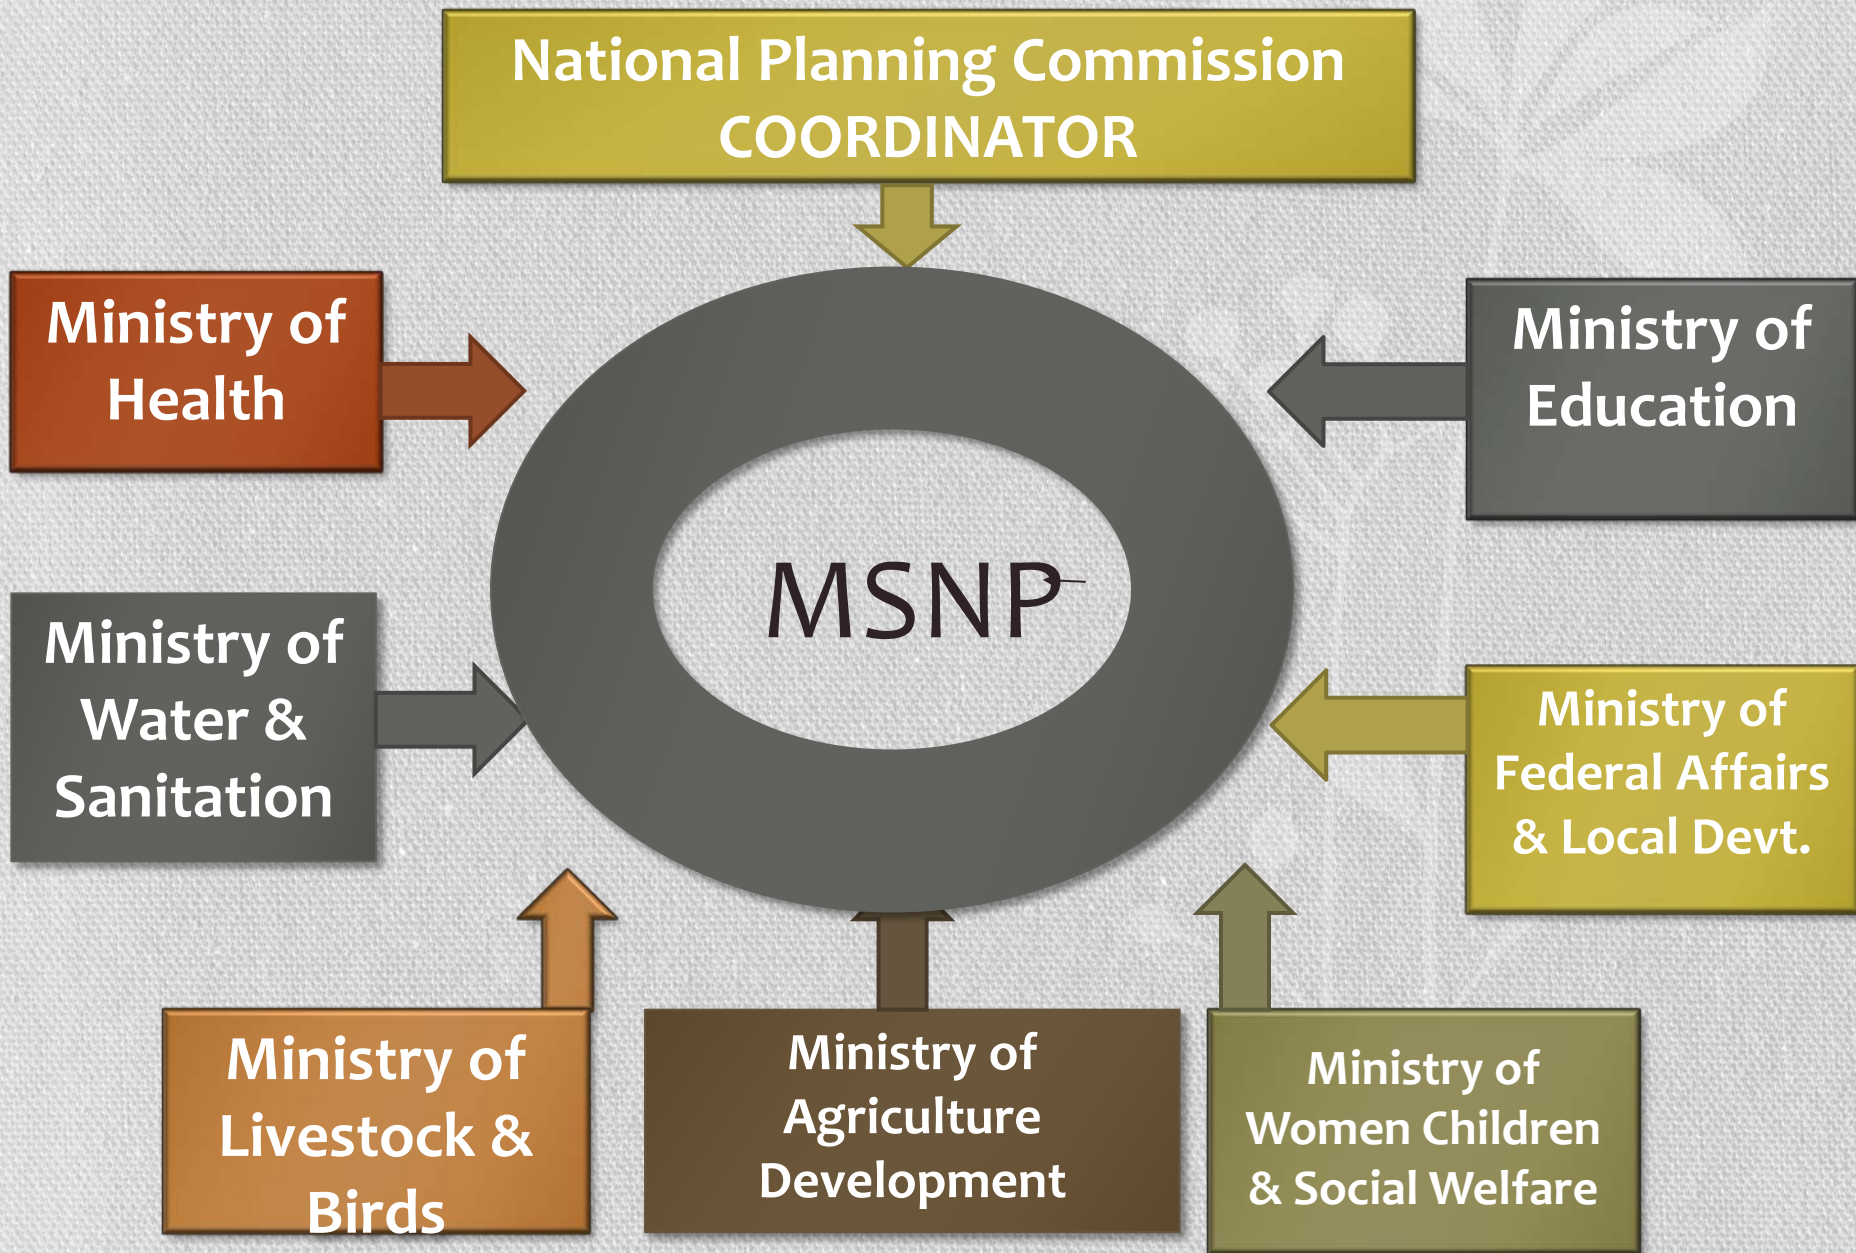 National Planning Commission
COORDINATOR
Ministry of
Health
Ministry of
Education
MSNP
Ministry of
Water &
Sanitation
Ministry of
Federal Affairs
& Local Devt.
Ministry of
Livestock &
Birds
Ministry of
Agriculture
Development
Ministry of
Women Children
& Social Welfare